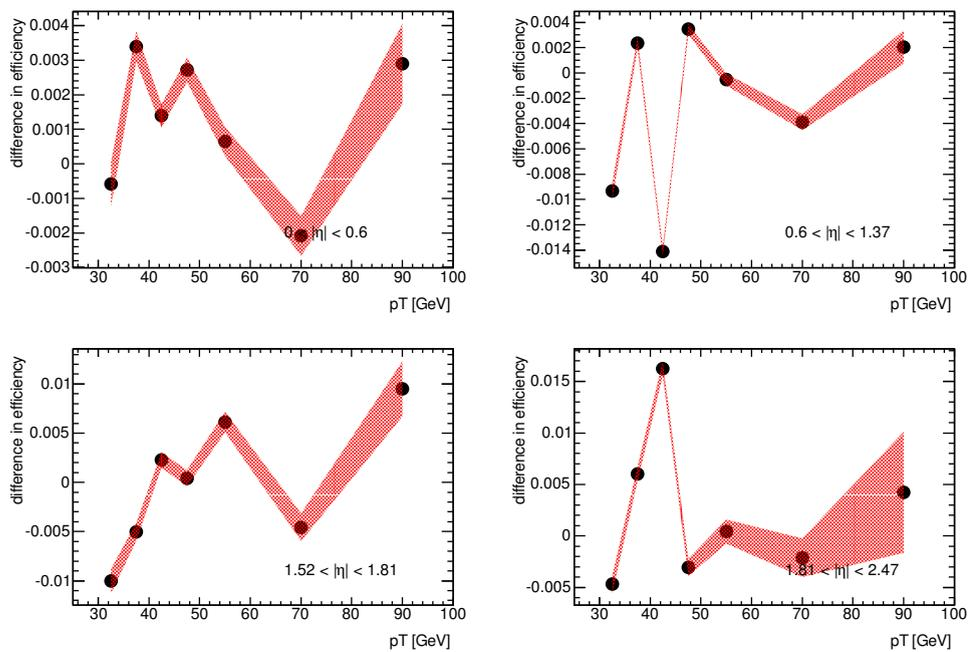 difference in efficiency
0.004
0.003
0.002
0.001
0
-0.001
-0.002
-0.003
0 < |η| < 0.6
30 40 50 60 70 80 90 100
pT [GeV]
difference in efficiency
0.004
0.002
0
-0.002
-0.004
-0.006
-0.008
-0.01
-0.012
-0.014
0.6 < |η| < 1.37
30 40 50 60 70 80 90 100
pT [GeV]
difference in efficiency
0.01
0.005
0
-0.005
-0.01
1.52 < |η| < 1.81
30 40 50 60 70 80 90 100
pT [GeV]
difference in efficiency
0.015
0.01
0.005
0
-0.005
1.81 < |η| < 2.47
30 40 50 60 70 80 90 100
pT [GeV]